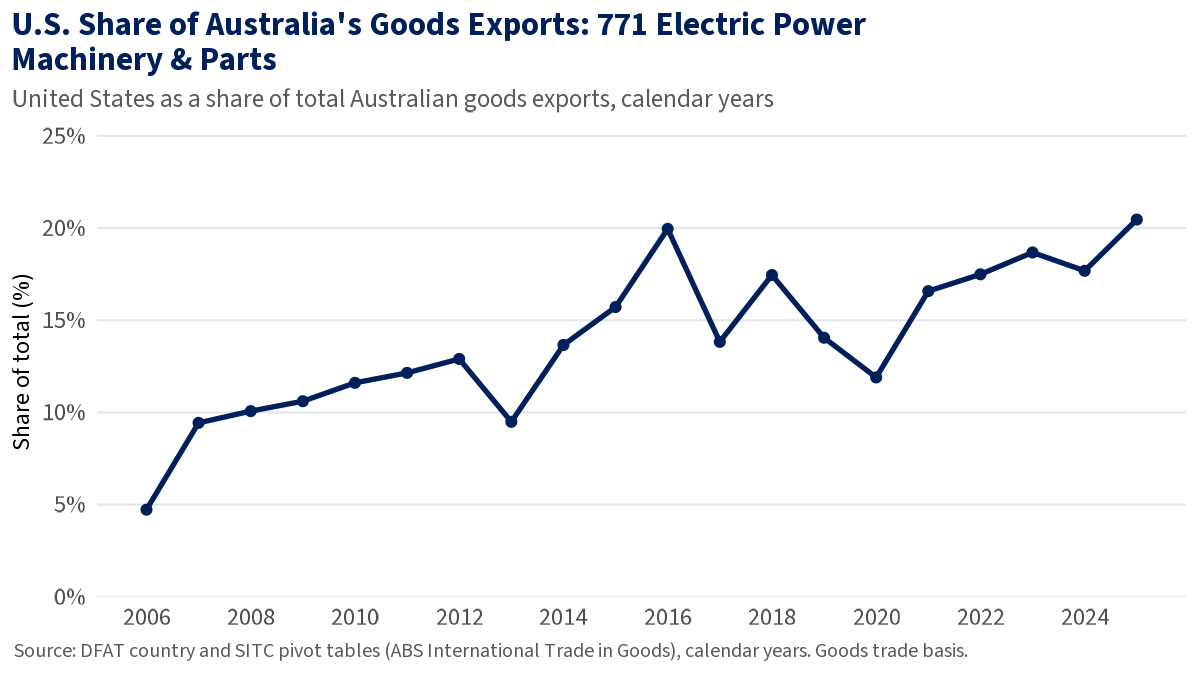 U.S. Share of Australia's Goods Exports: 771 Electric Power
Machinery & Parts
United States as a share of total Australian goods exports, calendar years
25%
20%
15%
10%
5%
0%
Share of total (%)
2006 2008 2010 2012 2014 2016 2018 2020 2022 2024
Source: DFAT country and SITC pivot tables (ABS International Trade in Goods), calendar years. Goods trade basis.